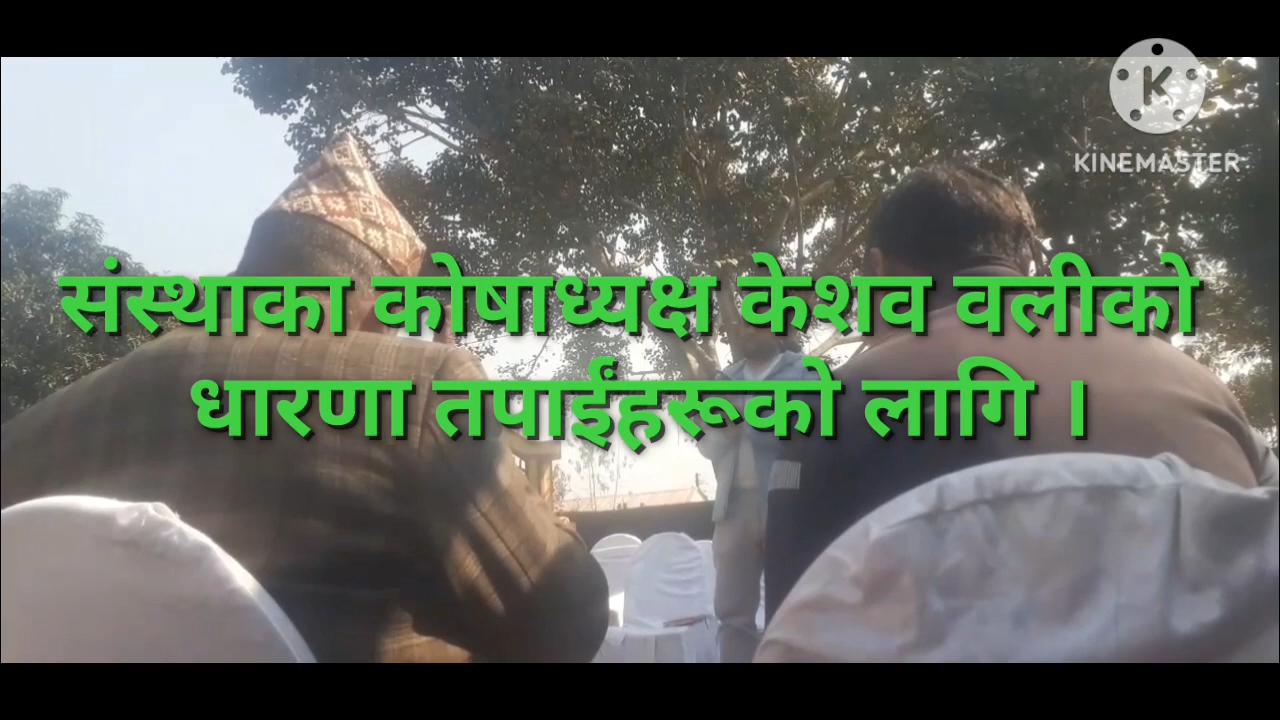 K
KINEMASTER
संस्थाका कोषाध्यक्ष केशव वलीको
धारणा तपाईंहरूको लागि ।